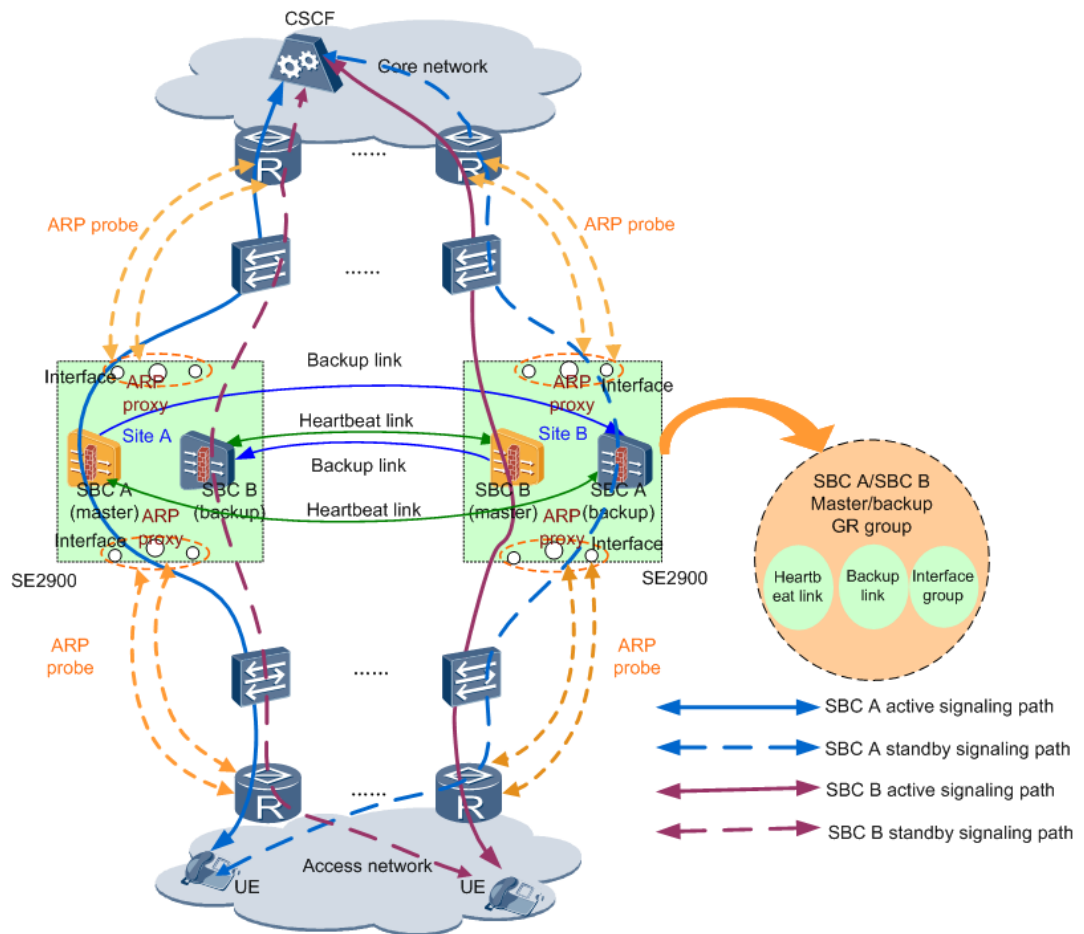 CSCF
Core network
......
R
R
ARP probe
ARP probe
......
Backup link
Interface
ARP
proxy
ARP
proxy
Interface
Heartbeat link
Site A
Site B
Backup link
SBC A
(master)
SBC B
(backup)
SBC B
(master)
SBC A
(backup)
Heartbeat link
ARP
proxy
Interface
ARP
proxy
Interface
SE2900
SE2900
SBC A/SBC B
Master/backup
GR group
Heartb
eat link
Backup
link
Interface
group
ARP
probe
ARP
probe
......
SBC A active signaling path
SBC A standby signaling path
SBC B active signaling path
SBC B standby signaling path
......
R
R
Access network
UE
UE